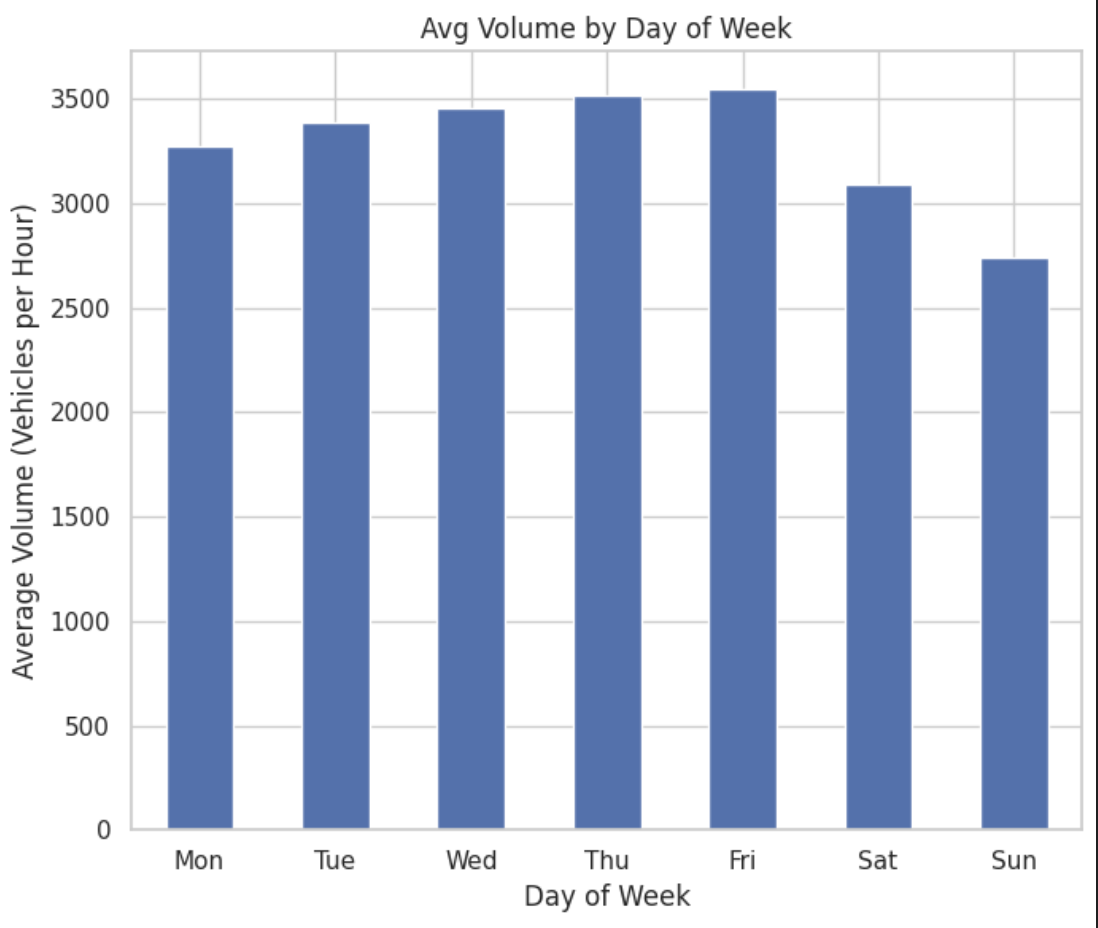 Avg Volume by Day of Week
Average Volume (Vehicles per Hour)
3500
3000
2500
2000
1500
1000
500
0
Mon Tue Wed Thu Fri Sat Sun
Day of Week